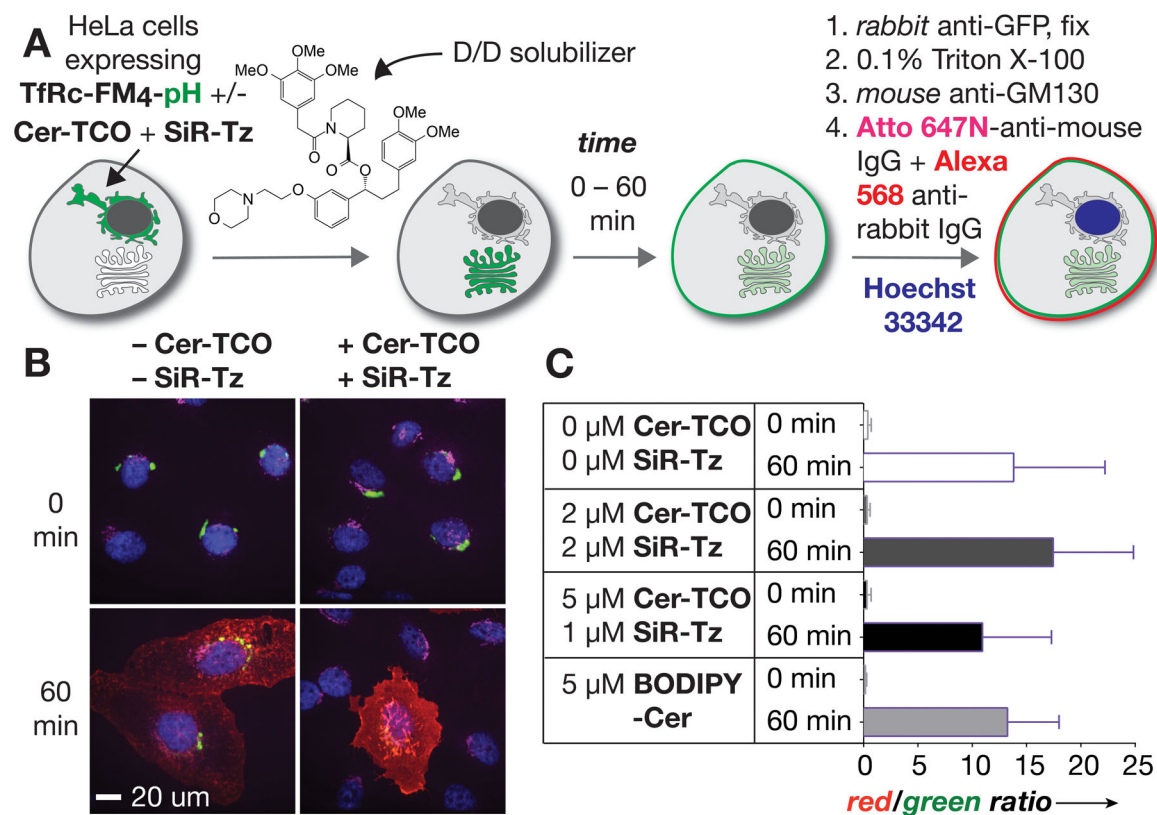 A
HeLa cells
expressing
TfRc-FM4-pH +/-
Cer-TCO + SiR-Tz
OMe
MeO
OMe
OMe
OMe
N
O
O
O
O
N
O
D/D solubilizer
time
0 – 60
min
1. rabbit anti-GFP, fix
2. 0.1% Triton X-100
3. mouse anti-GM130
4. Atto 647N-anti-mouse
IgG + Alexa
568 anti-
rabbit IgG
Hoechst
33342
B
– Cer-TCO
– SiR-Tz
+ Cer-TCO
+ SiR-Tz
0
min
60
min
20 um
C
0 µM Cer-TCO
0 µM SiR-Tz
0 min
60 min
2 µM Cer-TCO
2 µM SiR-Tz
0 min
60 min
5 µM Cer-TCO
1 µM SiR-Tz
0 min
60 min
5 µM BODIPY
-Cer
0 min
60 min
0 5 10 15 20 25
red/green ratio